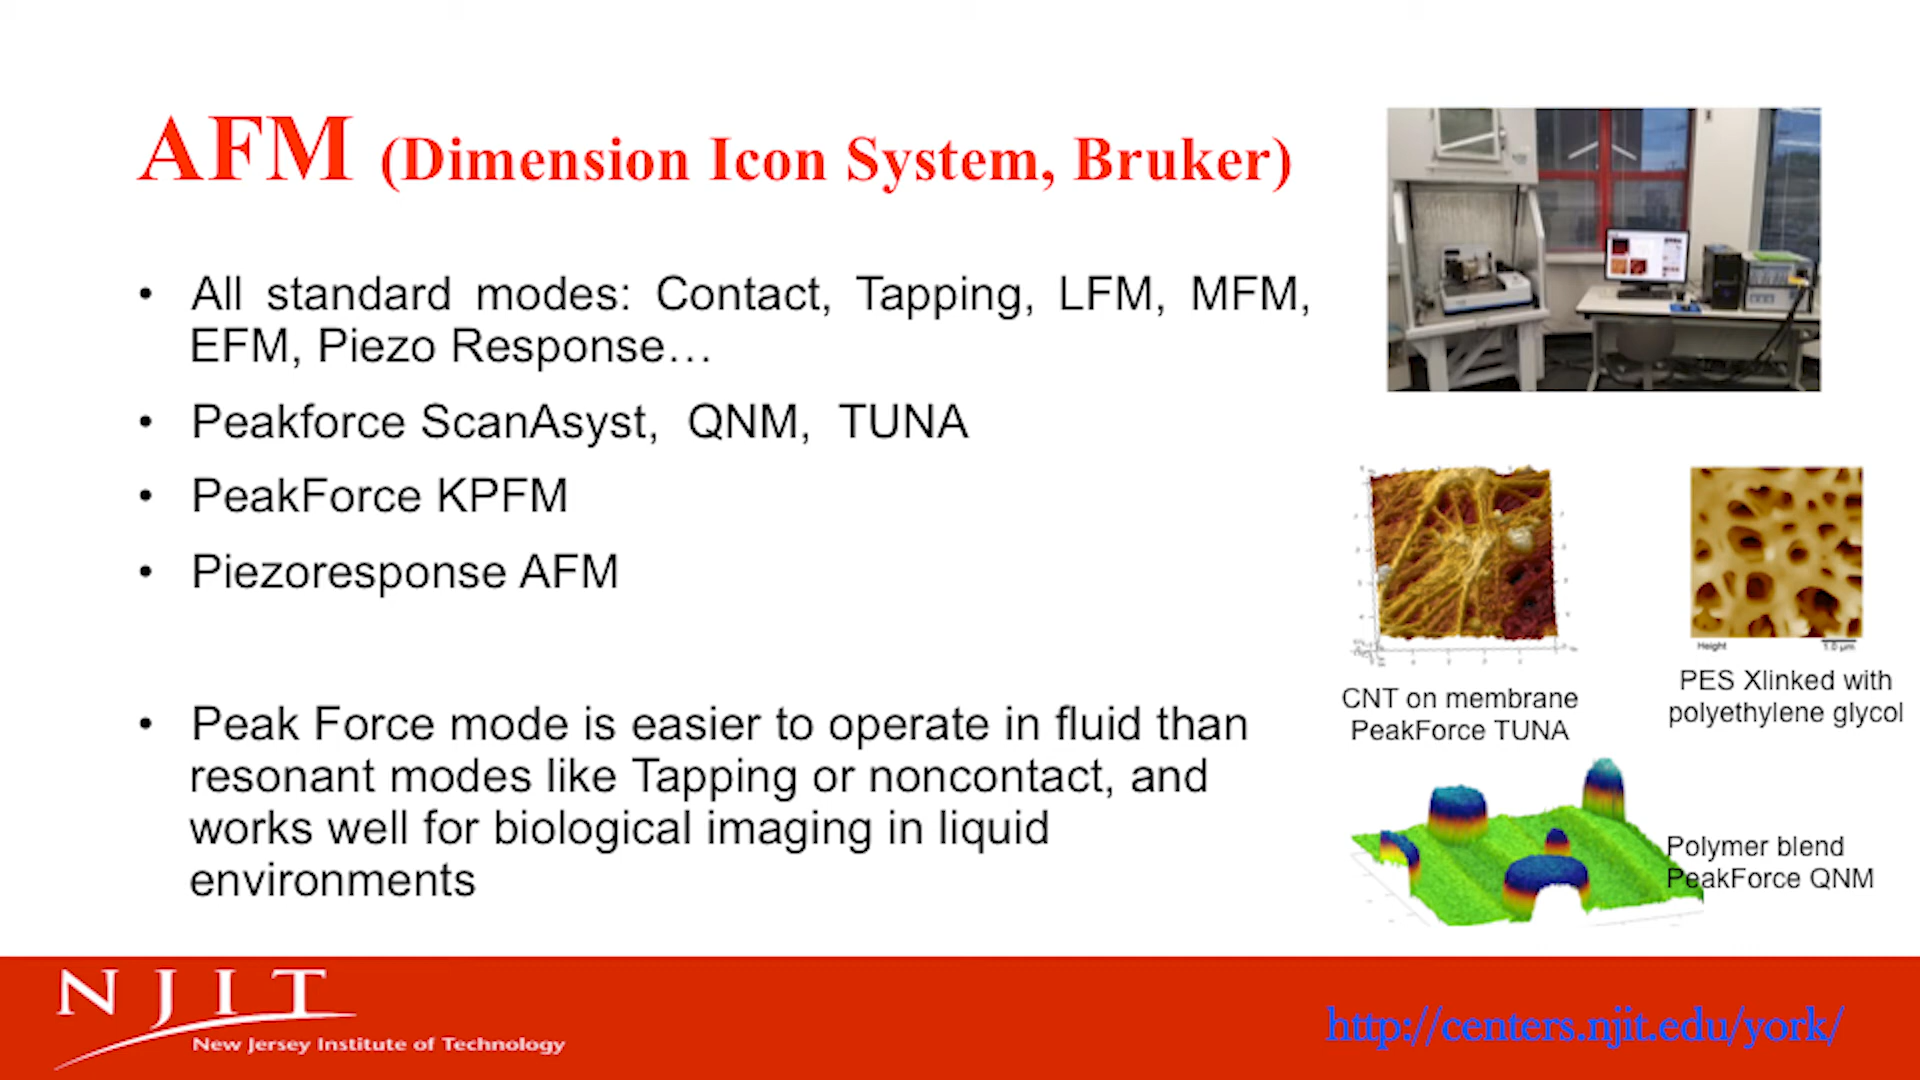 AFM (Dimension Icon System, Bruker)
• All standard modes: Contact, Tapping, LFM, MFM,
EFM, Piezo Response…
• Peakforce ScanAsyst, QNM, TUNA
• PeakForce KPFM
• Piezoresponse AFM
• Peak Force mode is easier to operate in fluid than
resonant modes like Tapping or noncontact, and
works well for biological imaging in liquid
environments
Height
1.0 µm
CNT on membrane
PeakForce TUNA
PES Xlinked with
polyethylene glycol
Polymer blend
PeakForce QNM
NJIT
New Jersey Institute of Technology
http://centers.njit.edu/york/